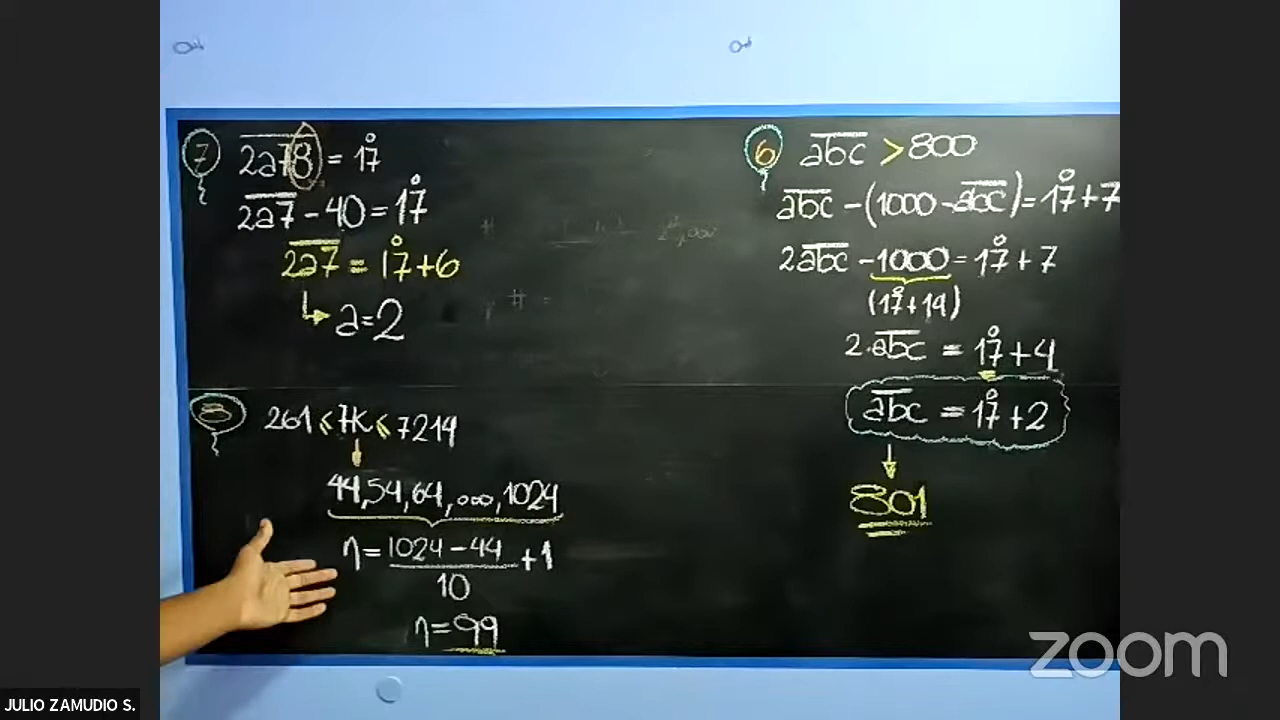 7
2a78 = 17°
2a7 - 40 = 17°
2a7 = 17° + 6
a = 2
8
261 ≤ 7K ≤ 7214
44, 54, 64, ..., 1024
n = 1024 - 44 + 1
10
n = 99
6
abc > 800
abc - (1000 - abc) = 17° + 7
2abc - 1000 = 17° + 7
(17° + 14)
2.abc = 17° + 4
abc = 17° + 2
801
zoom
JULIO ZAMUDIO S.